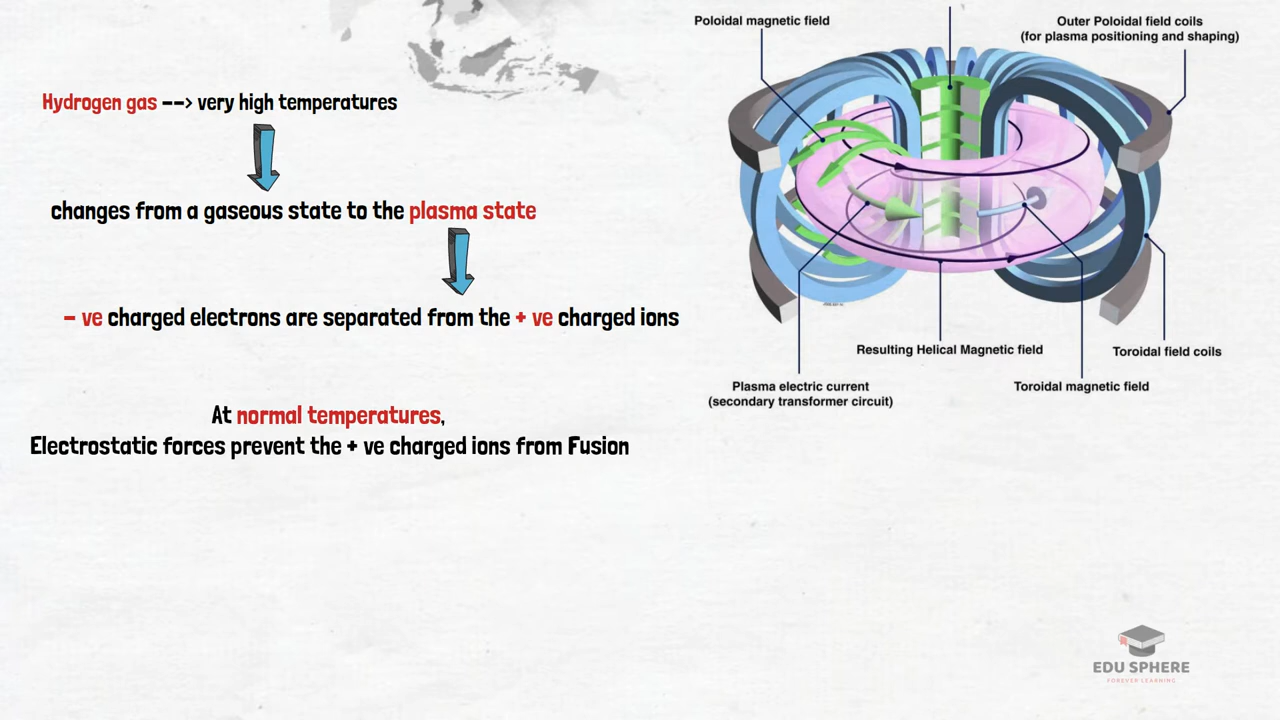 Hydrogen gas --> very high temperatures
changes from a gaseous state to the plasma state
- ve charged electrons are separated from the + ve charged ions
At normal temperatures,
Electrostatic forces prevent the + ve charged ions from Fusion
Poloidal magnetic field
Outer Poloidal field coils
(for plasma positioning and shaping)
Resulting Helical Magnetic field
Toroidal field coils
Plasma electric current
(secondary transformer circuit)
Toroidal magnetic field
EDU SPHERE
FOREVER LEARNING